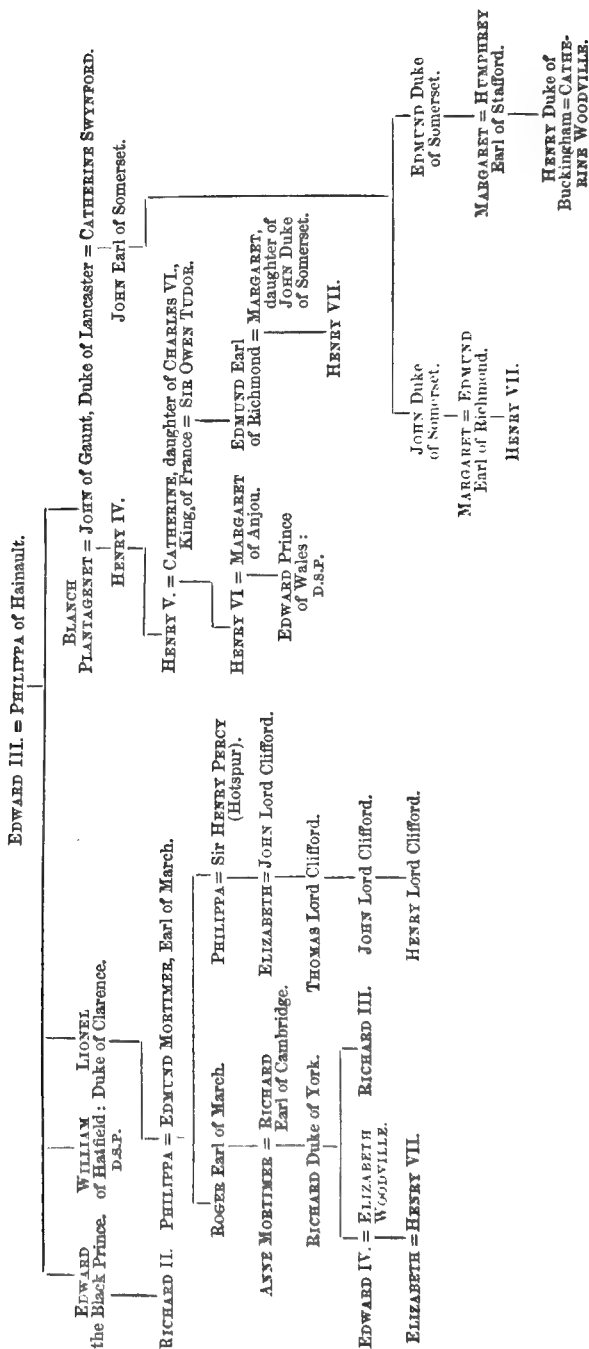 EDWARD III. = PHILIPPA of Hainault.
EDWARD
the Black Prince.
WILLIAM
of Hatfield:
D.S.P.
LIONEL
Duke of Clarence.
BLANCH
PLANTAGENET = JOHN of Gaunt, Duke of Lancaster = CATHERINE SWYNFORD.
RICHARD II.
PHILIPPA = EDMUND MORTIMER, Earl of March.
HENRY IV.
JOHN Earl of Somerset.
ROGER Earl of March.
PHILIPPA = Sir HENRY PERCY
(Hotspur).
HENRY V. = CATHERINE, daughter of CHARLES VI.,
King of France = SIR OWEN TUDOR.
ANNE MORTIMER = RICHARD
Earl of Cambridge.
ELIZABETH = JOHN Lord Clifford.
HENRY VI = MARGARET
of Anjou.
EDMUND Earl
of Richmond = MARGARET,
daughter of
JOHN Duke
of Somerset.
RICHARD Duke of York.
THOMAS Lord Clifford.
EDWARD Prince
of Wales:
D.S.P.
HENRY VII.
EDWARD IV. = ELIZABETH
WOODVILLE.
RICHARD III.
JOHN Lord Clifford.
ELIZABETH = HENRY VII.
HENRY Lord Clifford.
JOHN Duke
of Somerset.
EDMUND Duke
of Somerset.
MARGARET = EDMUND
Earl of Richmond.
MARGARET = HUMPHREY
Earl of Stafford.
HENRY VII.
HENRY Duke of
Buckingham = CATHE-
RINE WOODVILLE.